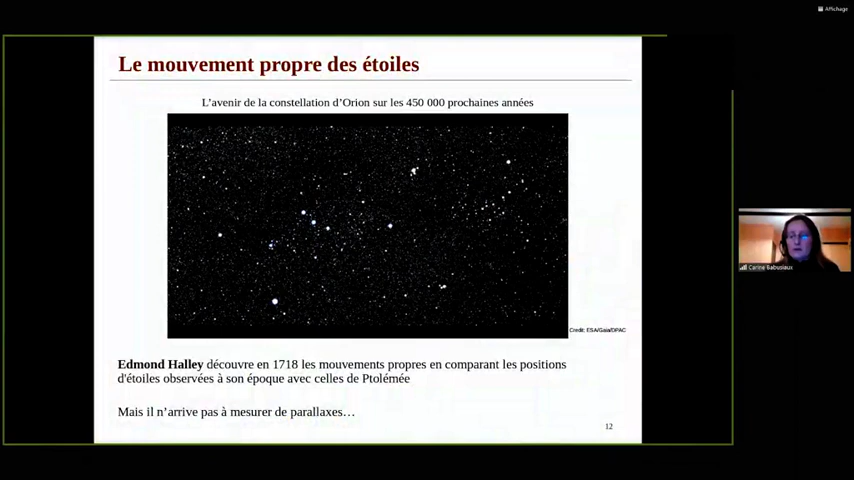 Affichage
Le mouvement propre des étoiles
L'avenir de la constellation d'Orion sur les 450 000 prochaines années
Credit: ESA/Gaia/DPAC
Carine Babusiaux
Edmond Halley découvre en 1718 les mouvements propres en comparant les positions
d'étoiles observées à son époque avec celles de Ptolémée
Mais il n'arrive pas à mesurer de parallaxes…
12